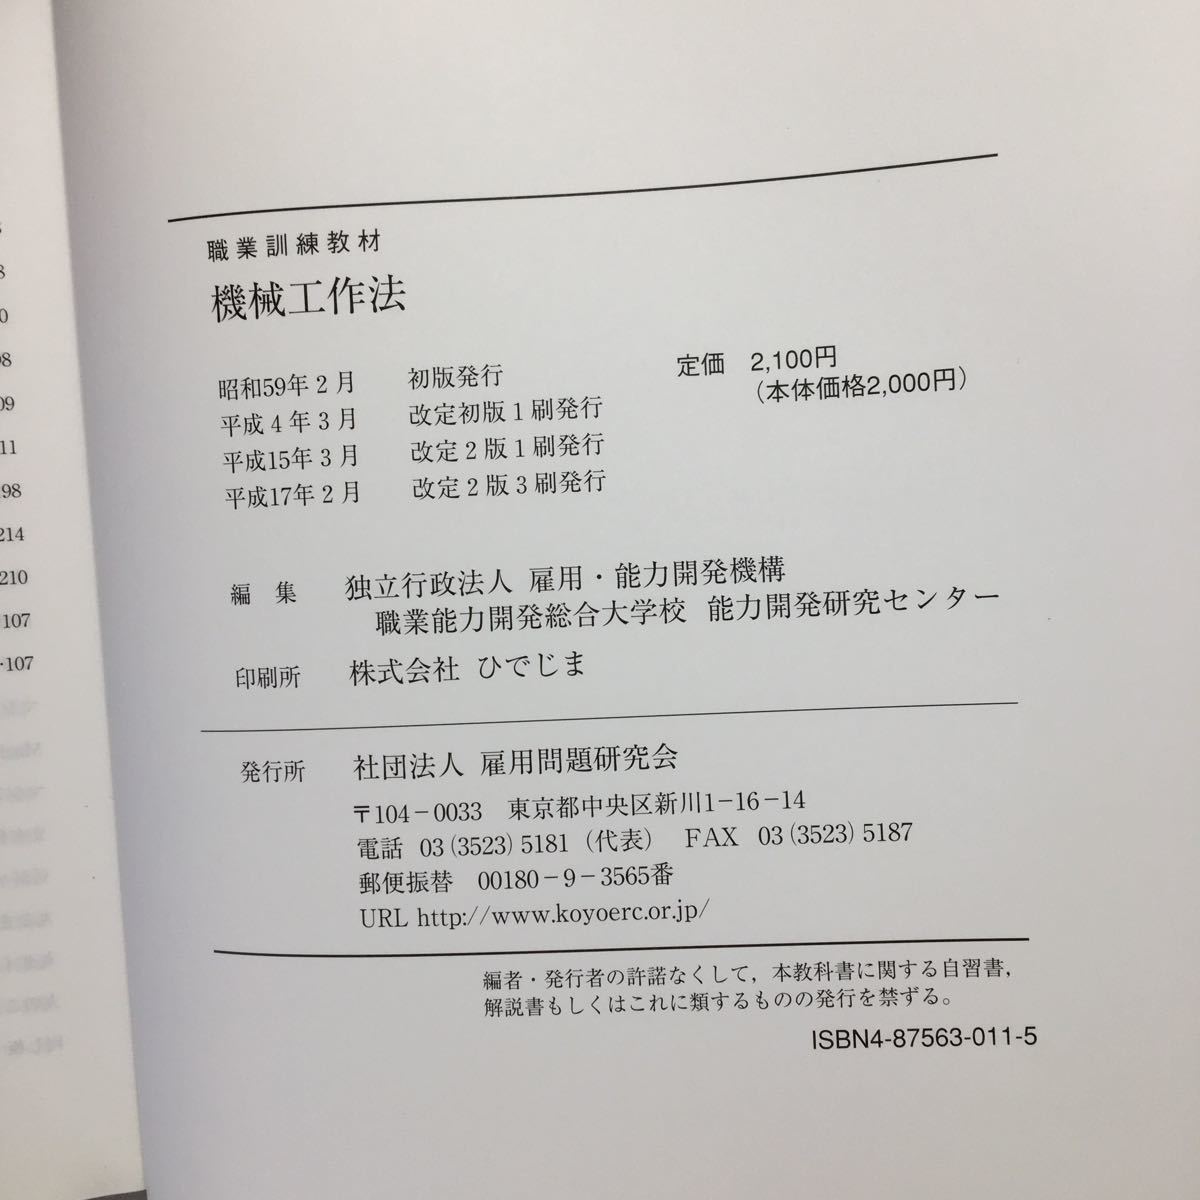 8
0
98
09
11
198
214
210
107
107
職業訓練教材
機械工作法
昭和59年2月 初版発行 定価 2,100円
平成4年3月 改定初版1刷発行 (本体価格2,000円)
平成15年3月 改定2版1刷発行
平成17年2月 改定2版3刷発行
編集 独立行政法人 雇用・能力開発機構
職業能力開発総合大学校 能力開発研究センター
印刷所 株式会社 ひでじま
発行所 社団法人 雇用問題研究会
〒104-0033 東京都中央区新川1-16-14
電話 03(3523)5181(代表) FAX 03(3523)5187
郵便振替 00180-9-3565番
URL http://www.koyoerc.or.jp/
編者・発行者の許諾なくして,本教科書に関する自習書,
解説書もしくはこれに類するものの発行を禁ずる。
ISBN4-87563-011-5